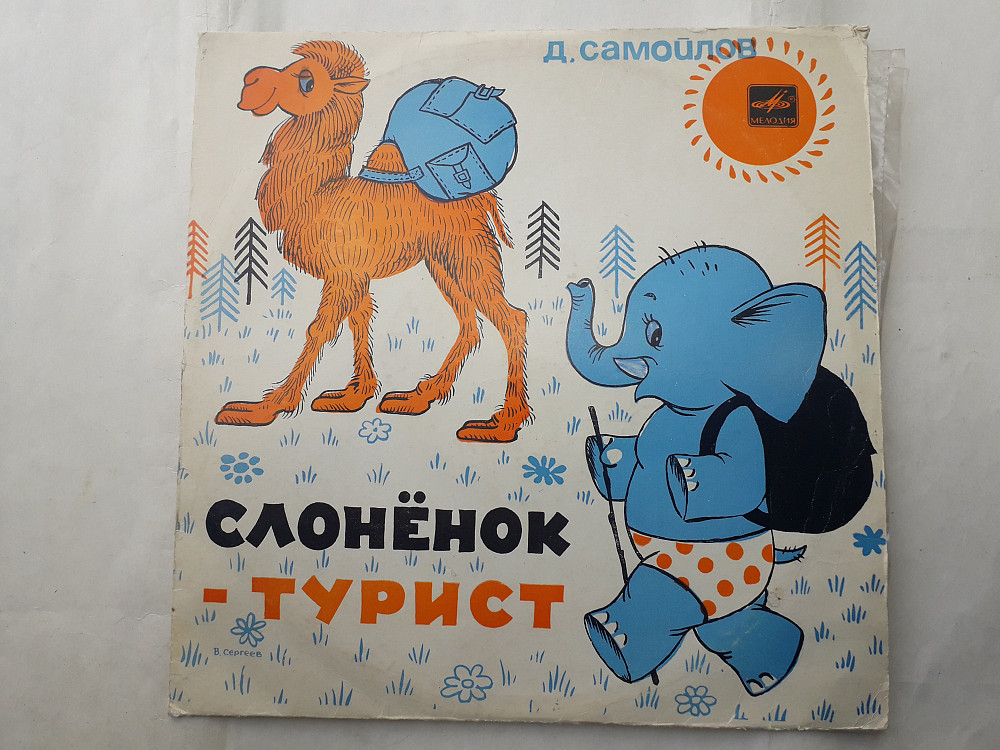 Д. САМОЙЛОВ
МЕЛОДИЯ
СЛОНЁНОК
- ТУРИСТ
В. СЕРГЕЕВ